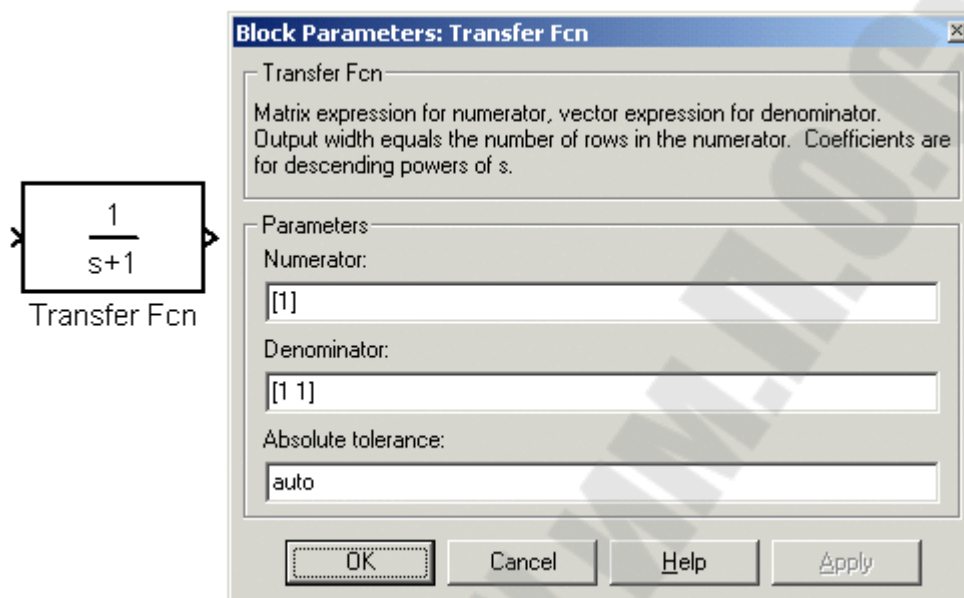 Block Parameters: Transfer Fcn
Transfer Fcn
Matrix expression for numerator, vector expression for denominator.
Output width equals the number of rows in the numerator. Coefficients are
for descending powers of s.
1
s+1
Transfer Fcn
Parameters
Numerator:
[1]
Denominator:
[1 1]
Absolute tolerance:
auto
OK
Cancel
Help
Apply